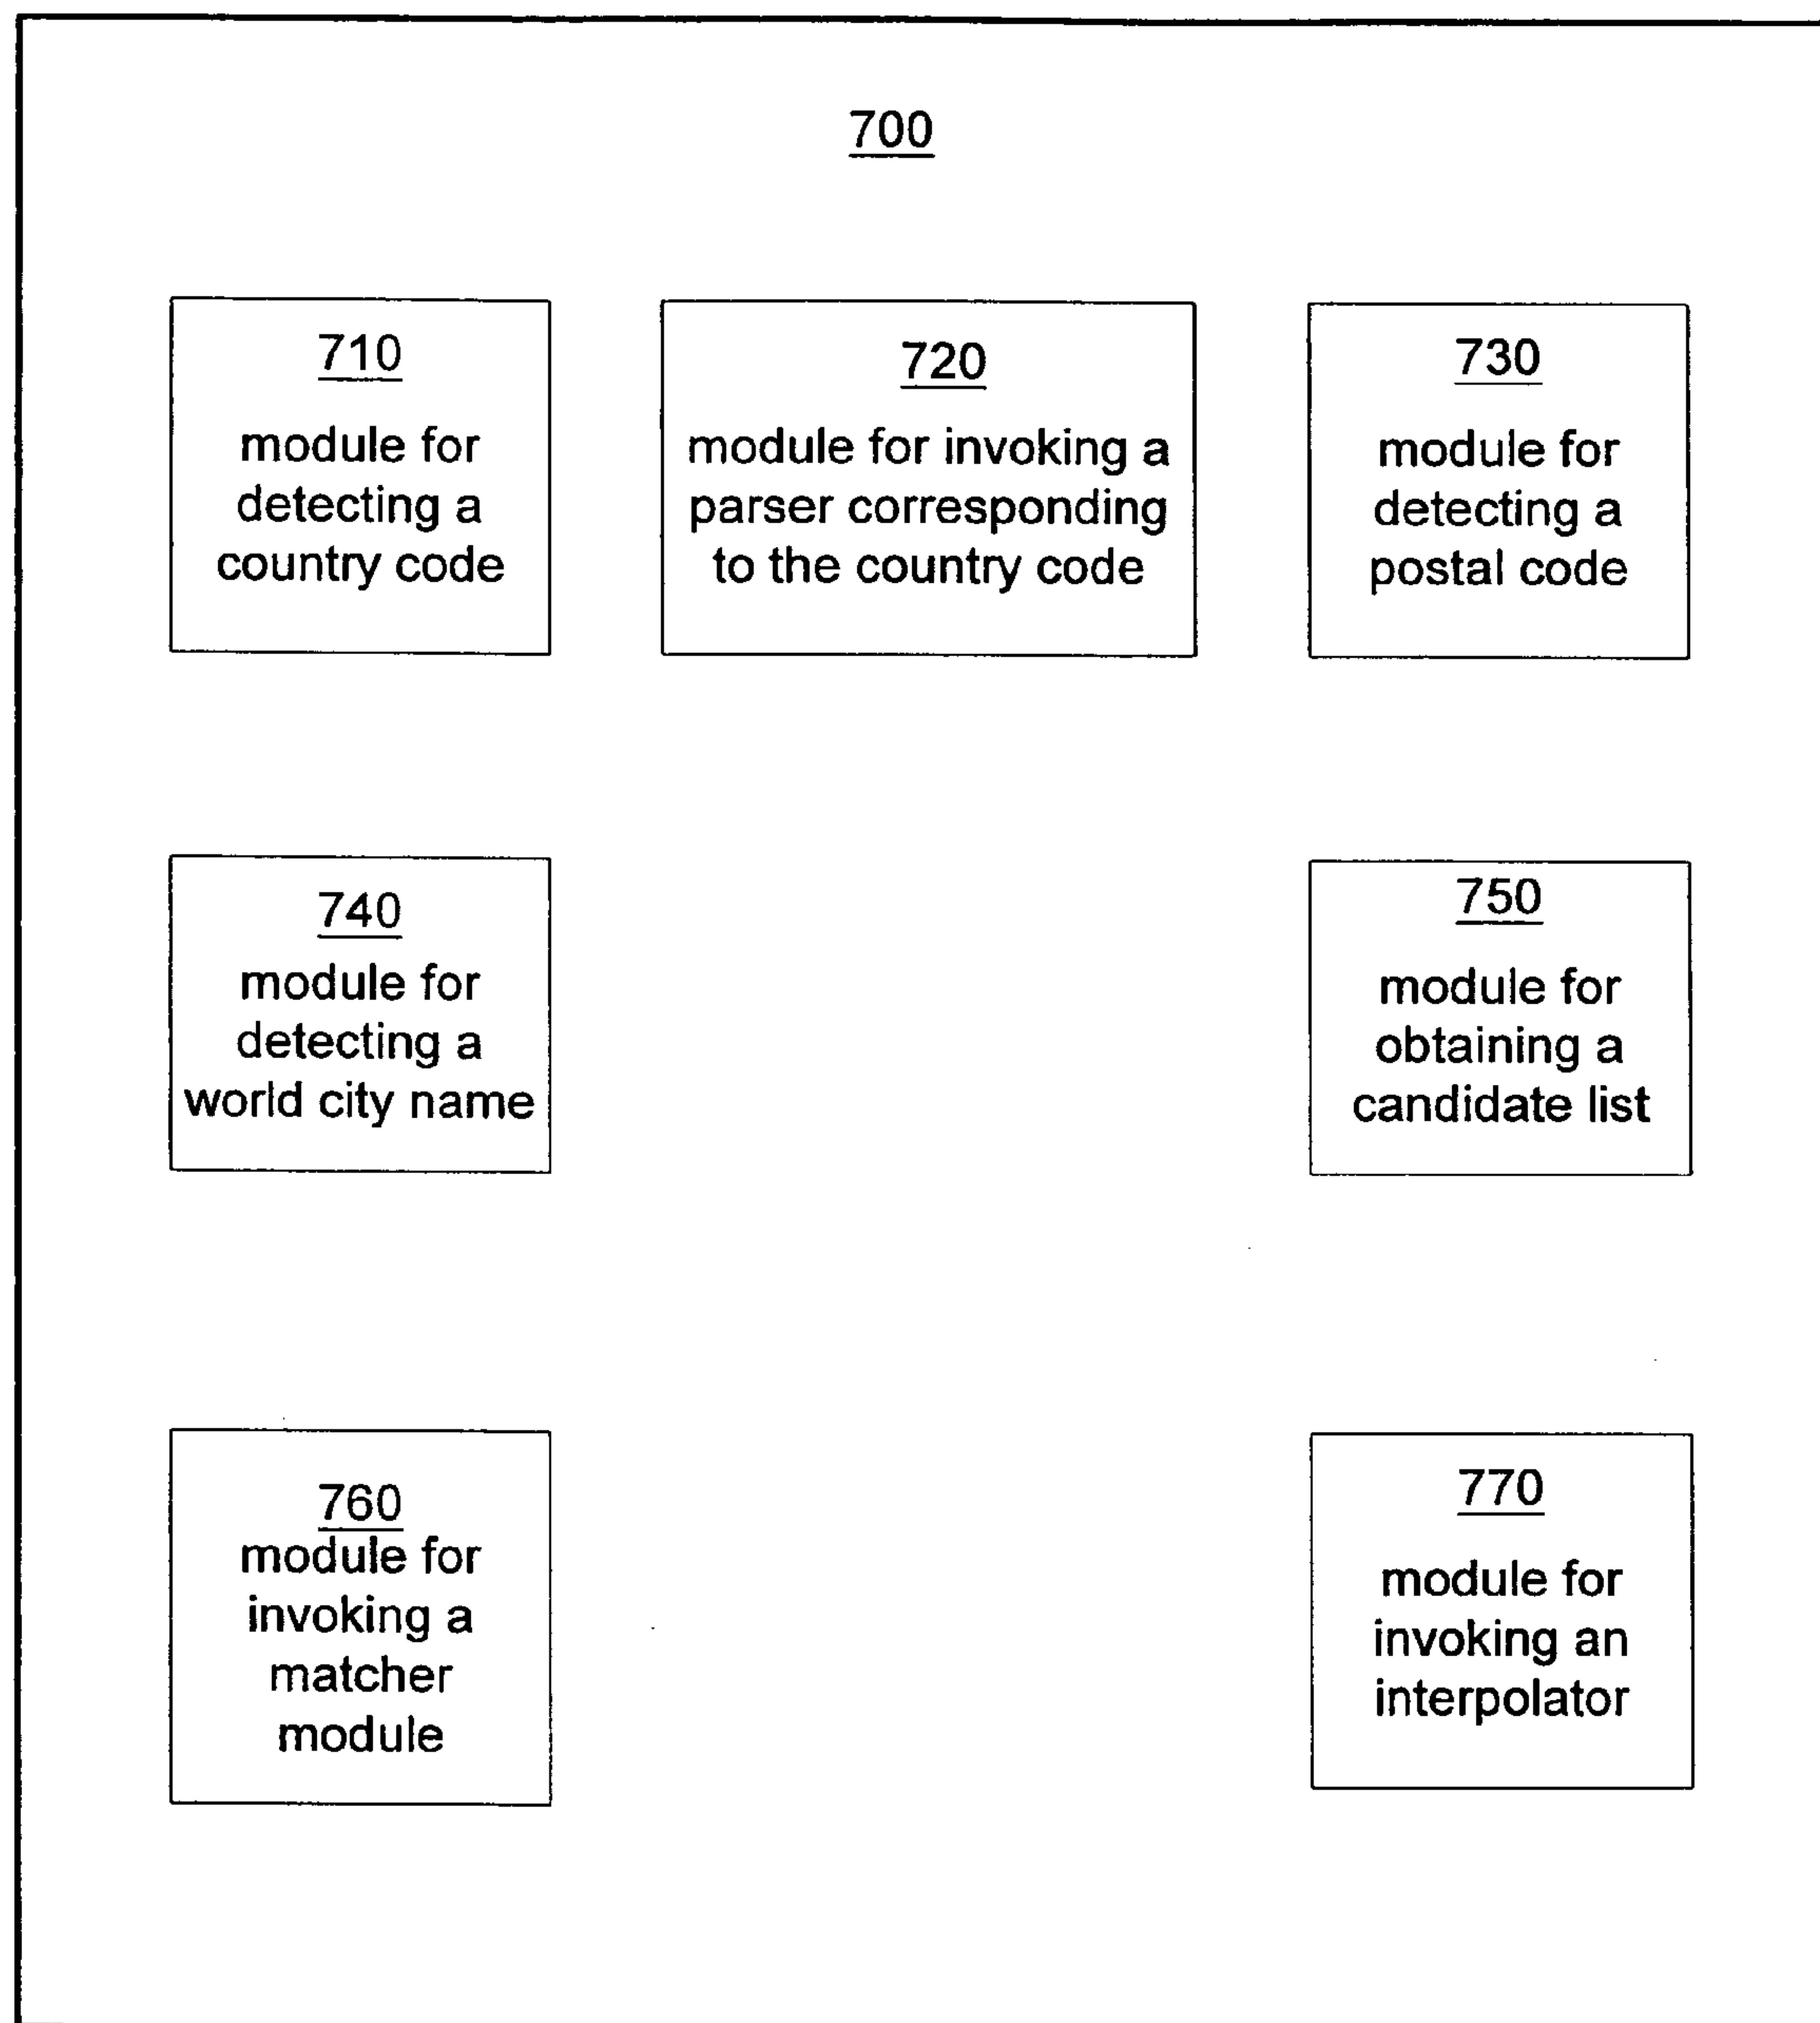 700
710
module for
detecting a
country code
720
module for invoking a
parser corresponding
to the country code
730
module for
detecting a
postal code
740
module for
detecting a
world city name
750
module for
obtaining a
candidate list
760
module for
invoking a
matcher
module
770
module for
invoking an
interpolator